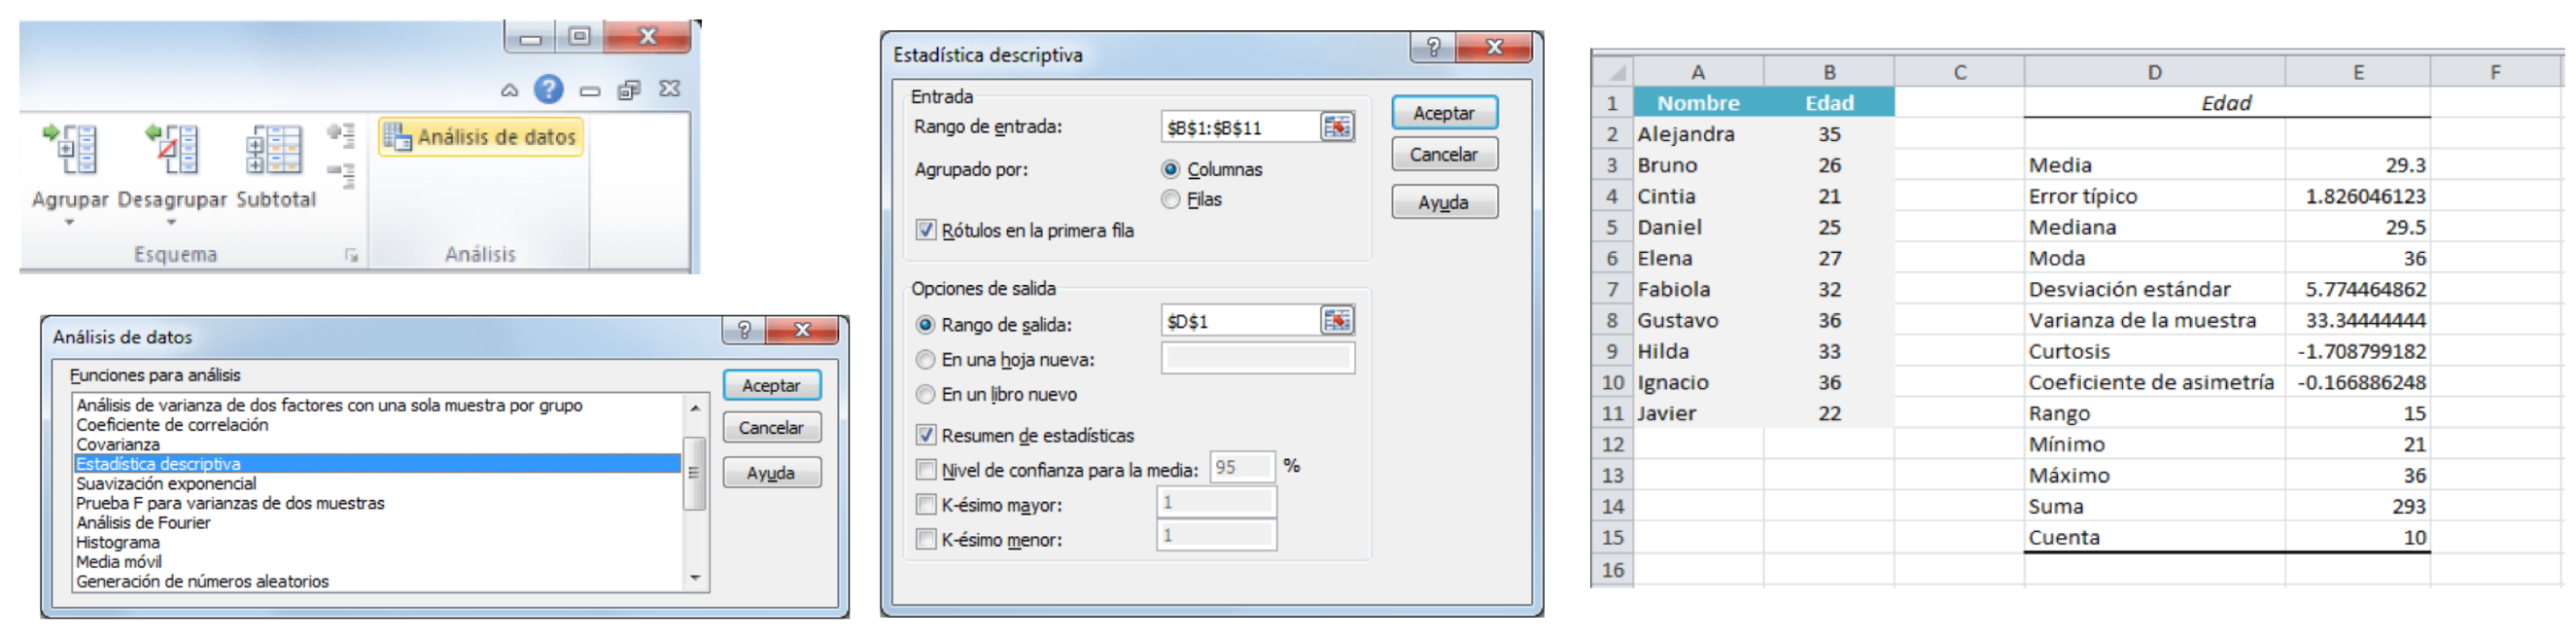 Análisis de datos
Agrupar Desagrupar Subtotal
Esquema
Análisis
Análisis de datos
Funciones para análisis
Análisis de varianza de dos factores con una sola muestra por grupo
Coeficiente de correlación
Covarianza
Estadística descriptiva
Suavización exponencial
Prueba F para varianzas de dos muestras
Análisis de Fourier
Histograma
Media móvil
Generación de números aleatorios
Aceptar
Cancelar
Ayuda
Estadística descriptiva
Entrada
Rango de entrada: $B$1:$B$11
Agrupado por: Columnas
Filas
Rótulos en la primera fila
Opciones de salida
Rango de salida: $D$1
En una hoja nueva:
En un libro nuevo
Resumen de estadísticas
Nivel de confianza para la media: 95 %
K-ésimo mayor: 1
K-ésimo menor: 1
Aceptar
Cancelar
Ayuda
A B C D E F
1 Nombre Edad Edad
2 Alejandra 35
3 Bruno 26 Media 29.3
4 Cintia 21 Error típico 1.826046123
5 Daniel 25 Mediana 29.5
6 Elena 27 Moda 36
7 Fabiola 32 Desviación estándar 5.774464862
8 Gustavo 36 Varianza de la muestra 33.34444444
9 Hilda 33 Curtosis -1.708799182
10 Ignacio 36 Coeficiente de asimetría -0.166886248
11 Javier 22 Rango 15
12 Mínimo 21
13 Máximo 36
14 Suma 293
15 Cuenta 10
16